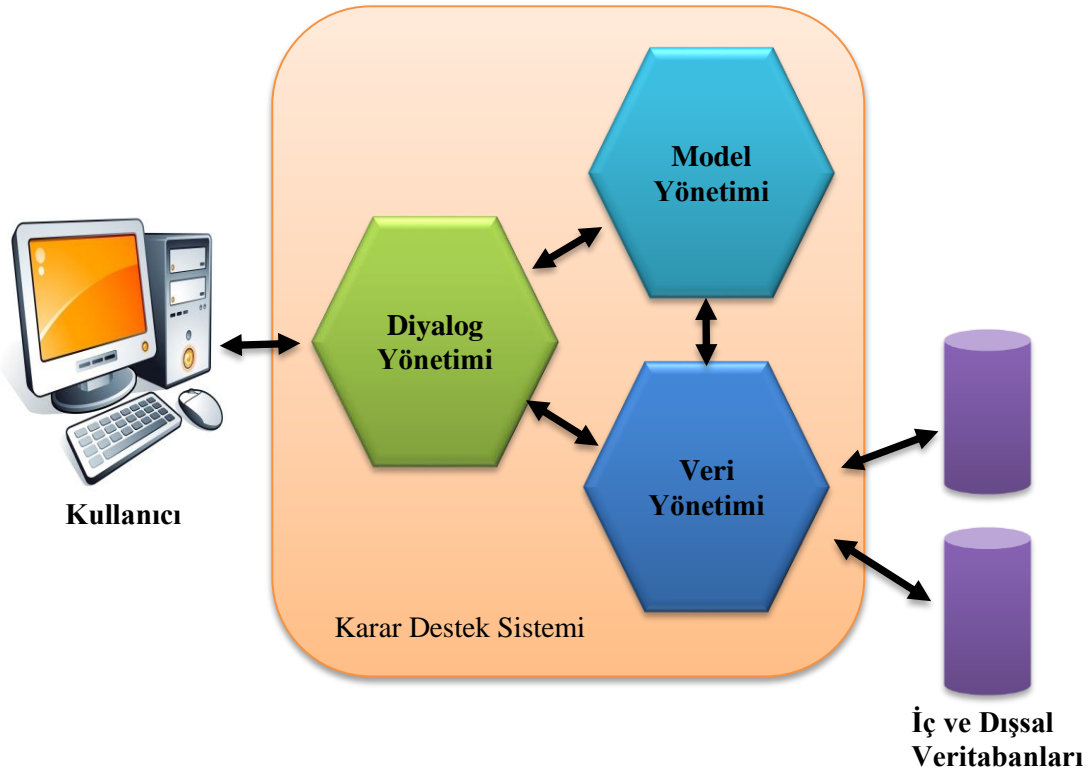 Model
Yönetimi
Diyalog
Yönetimi
Veri
Yönetimi
Kullanıcı
Karar Destek Sistemi
İç ve Dışsal
Veritabanları